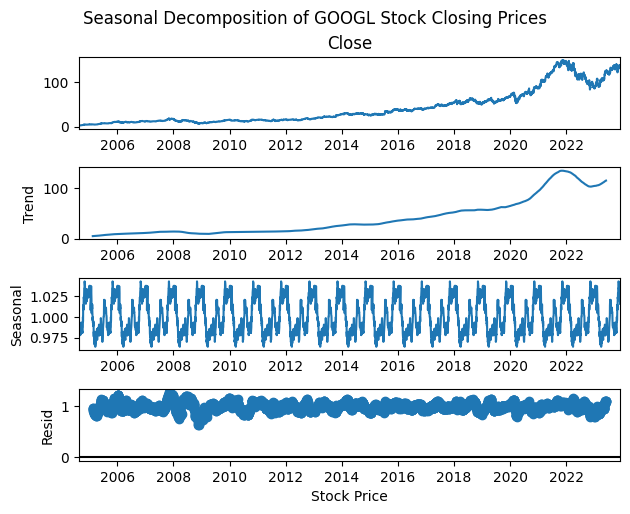 Seasonal Decomposition of GOOGL Stock Closing Prices
Close
100
0
2006 2008 2010 2012 2014 2016 2018 2020 2022
Trend
100
0
2006 2008 2010 2012 2014 2016 2018 2020 2022
Seasonal
1.025
1.000
0.975
2006 2008 2010 2012 2014 2016 2018 2020 2022
Resid
1
0
2006 2008 2010 2012 2014 2016 2018 2020 2022
Stock Price